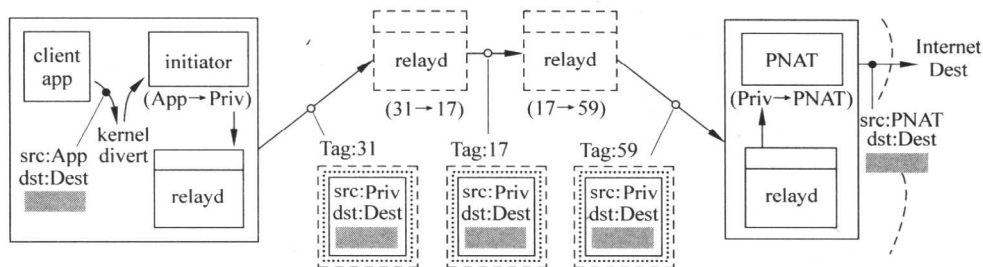 client
app
initiator
(App→Priv)
kernel
divert
src:App
dst:Dest
relayd
relayd
(31→17)
relayd
(17→59)
Tag:31
src:Priv
dst:Dest
Tag:17
src:Priv
dst:Dest
Tag:59
src:Priv
dst:Dest
PNAT
(Priv→PNAT)
relayd
Internet
Dest
src:PNAT
dst:Dest